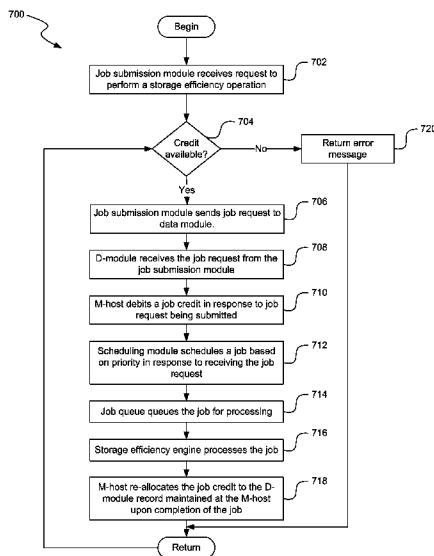 700
Begin
Job submission module receives request to
perform a storage efficiency operation
702
704
Credit
available?
No
Return error
message
720
Yes
Job submission module sends job request to
data module.
706
D-module receives the job request from the
job submission module
708
M-host debits a job credit in response to job
request being submitted
710
Scheduling module schedules a job based
on priority in response to receiving the job
request
712
Job queue queues the job for processing
714
Storage efficiency engine processes the job
716
M-host re-allocates the job credit to the D-
module record maintained at the M-host
upon completion of the job
718
Return